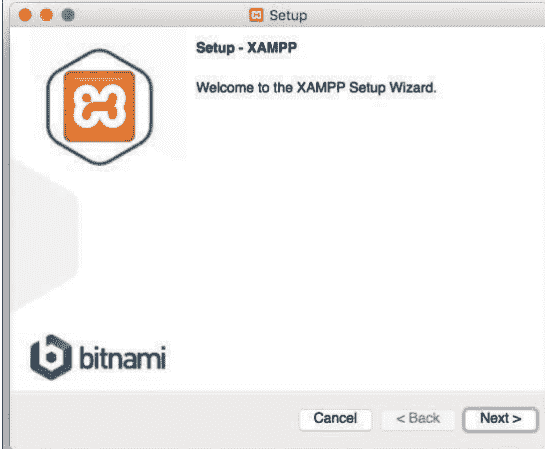 Setup
Setup - XAMPP
Welcome to the XAMPP Setup Wizard.
bitnami
Cancel
< Back
Next >